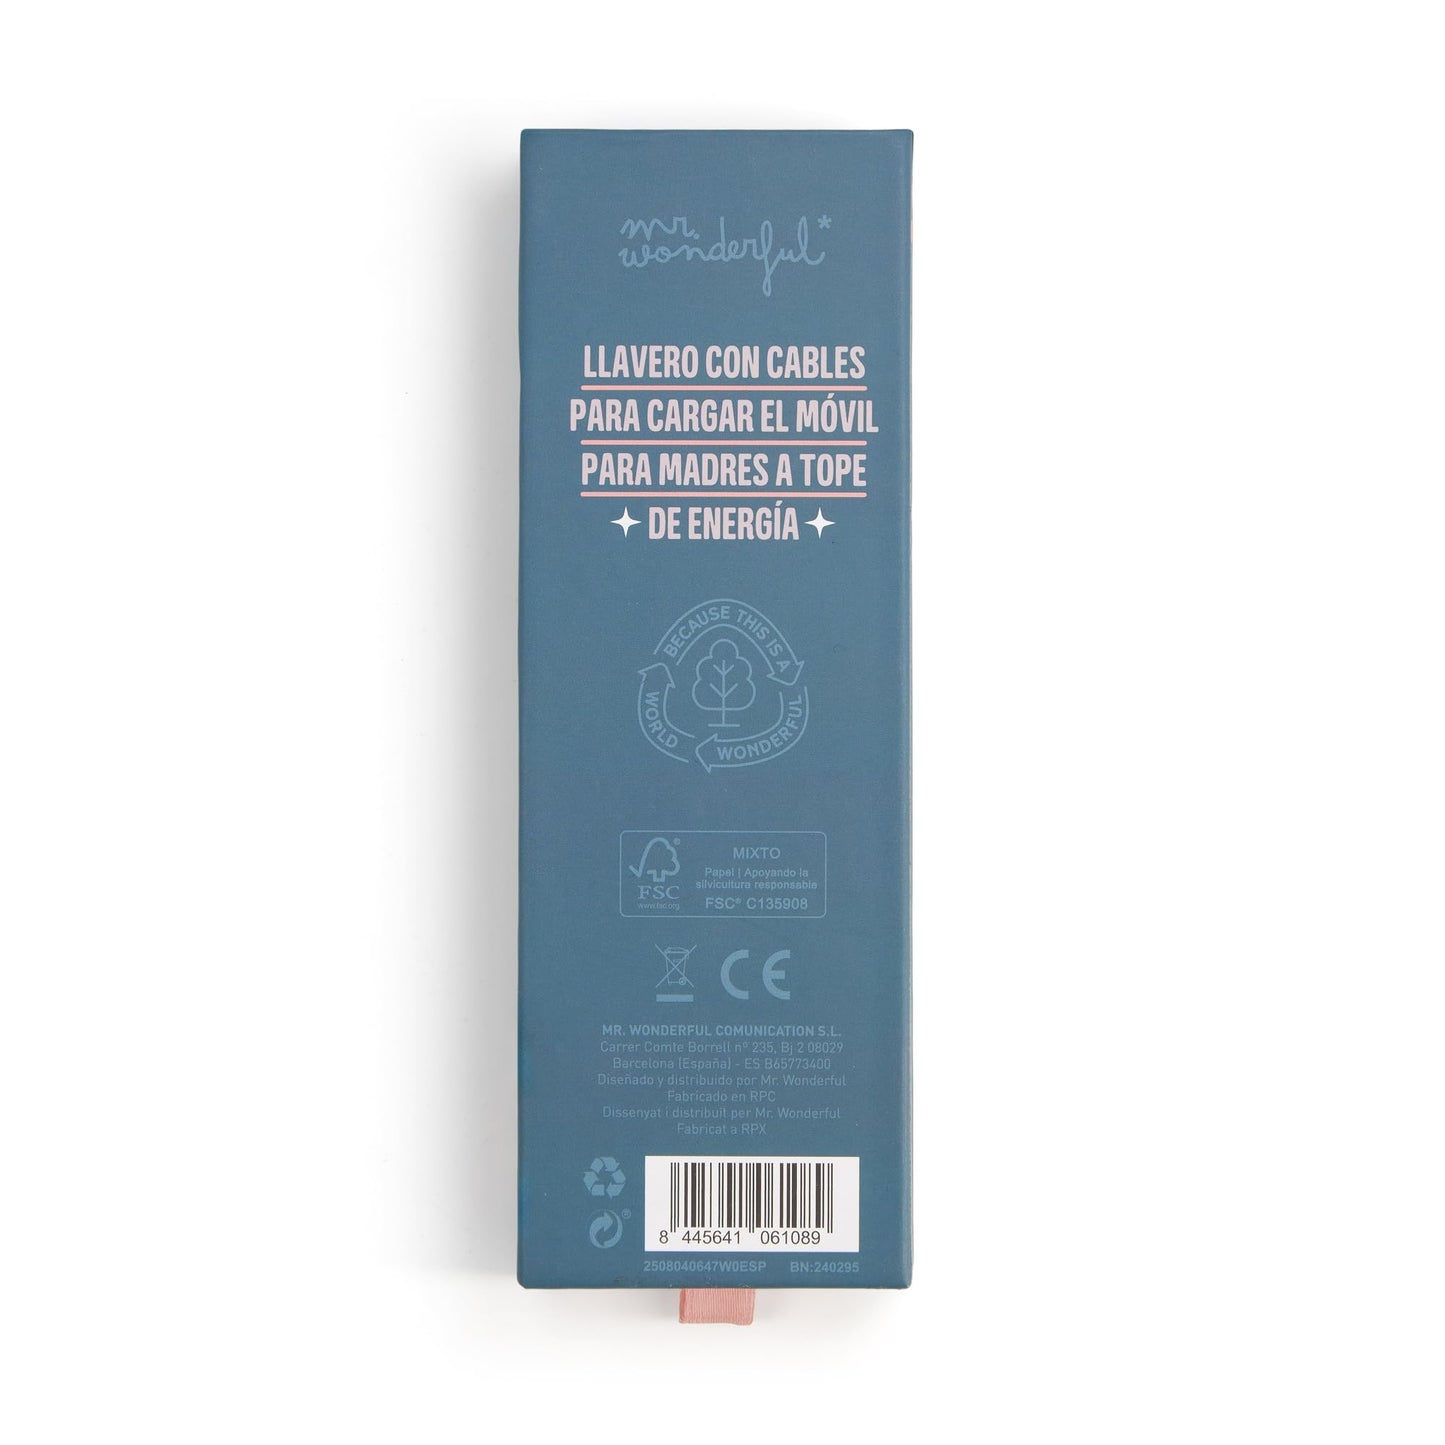 mr. wonderful*
LLAVERO CON CABLES
PARA CARGAR EL MÓVIL
PARA MADRES A TOPE
DE ENERGÍA
BECAUSE THIS IS A
WONDERFUL
WORLD
MIXTO
Papel | Apoyando la
silvicultura responsable
FSC® C135908
FSC
www.fsc.org
CE
MR. WONDERFUL COMUNICATION S.L.
Carrer Comte Borrell nº 235, Bj 2 08029
Barcelona (España) - ES B65773400
Diseñado y distribuido por Mr. Wonderful
Fabricado en RPC
Dissenyat i distribuït per Mr. Wonderful
Fabricat a RPX
8 445641 061089
2508040647W0ESP BN:240295